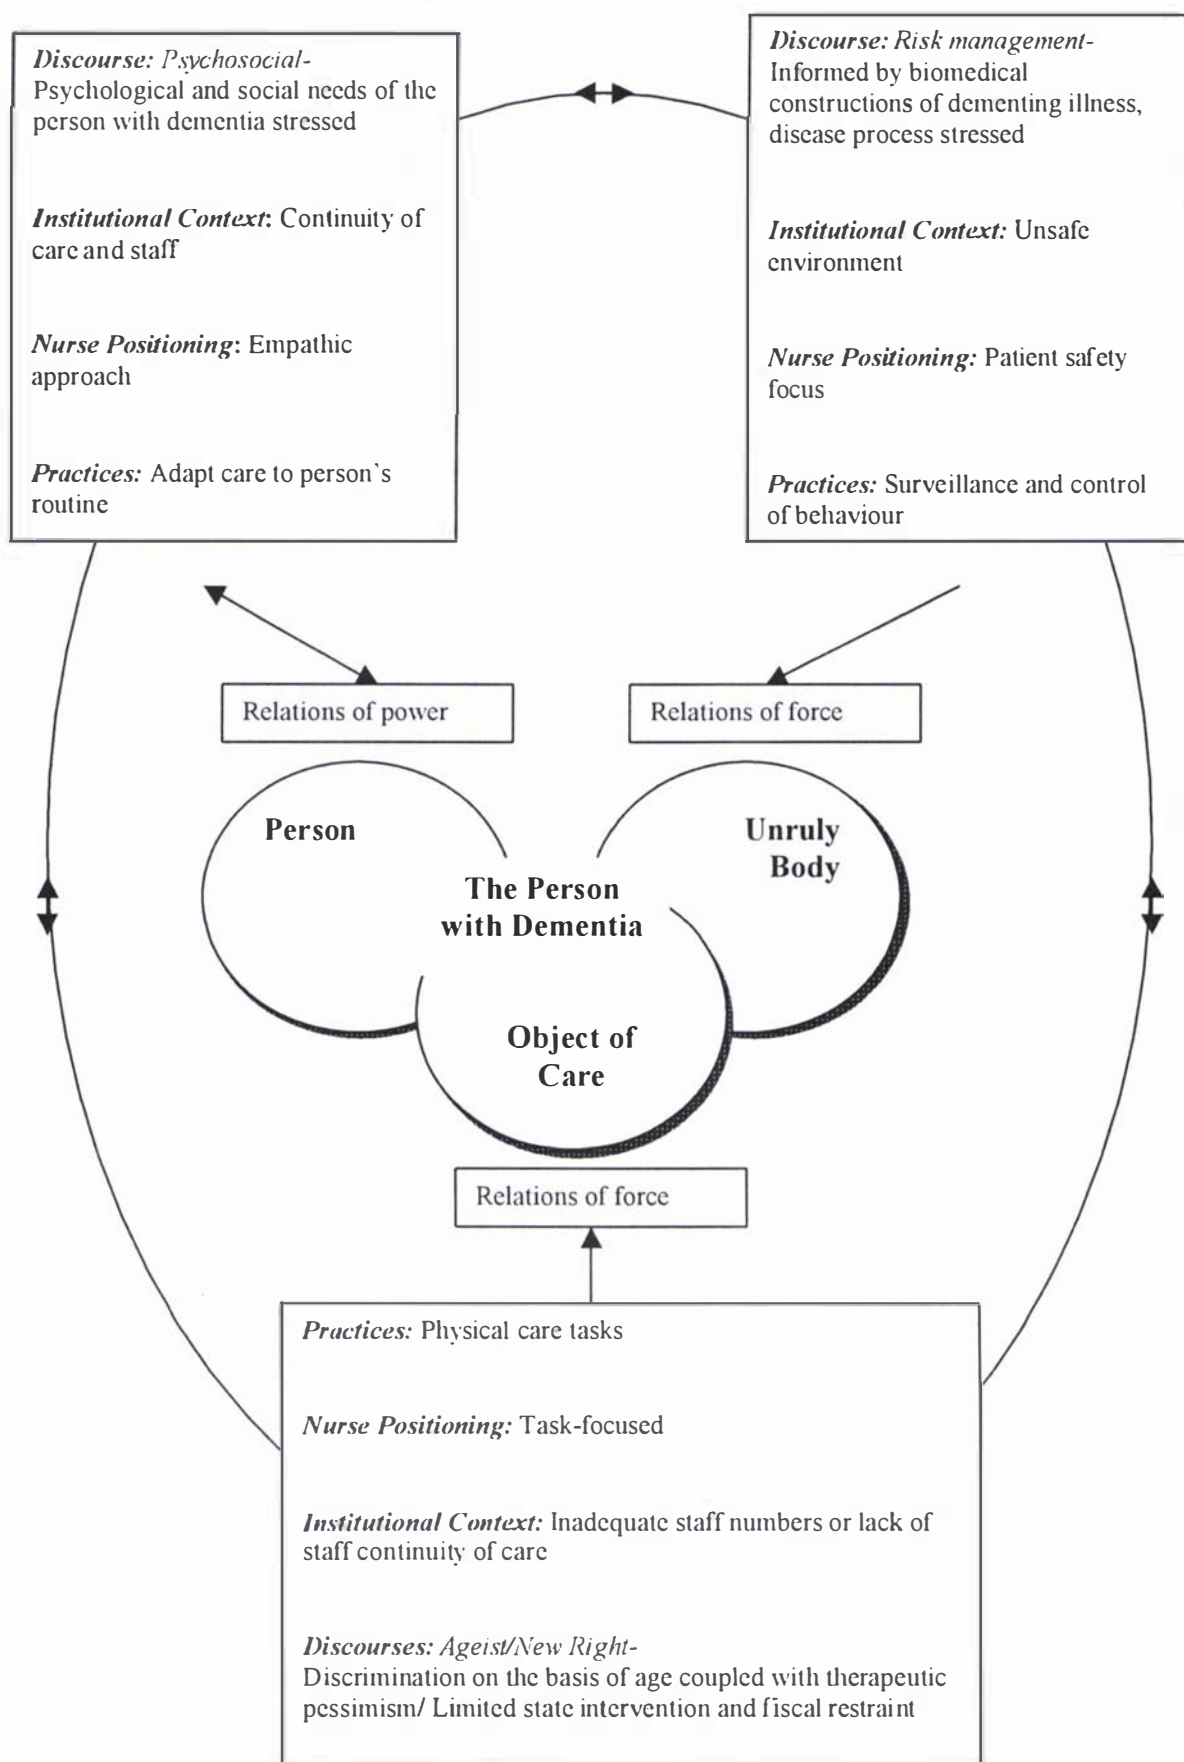 Discourse: Psychosocial-
Psychological and social needs of the
person with dementia stressed
Institutional Context: Continuity of
care and staff
Nurse Positioning: Empathic
approach
Practices: Adapt care to person's
routine
Discourse: Risk management-
Informed by biomedical
constructions of dementing illness,
disease process stressed
Institutional Context: Unsafe
environment
Nurse Positioning: Patient safety
focus
Practices: Surveillance and control
of behaviour
Relations of power
Relations of force
Person
Unruly
Body
The Person
with Dementia
Object of
Care
Relations of force
Practices: Physical care tasks
Nurse Positioning: Task-focused
Institutional Context: Inadequate staff numbers or lack of
staff continuity of care
Discourses: Ageist/New Right-
Discrimination on the basis of age coupled with therapeutic
pessimism/ Limited state intervention and fiscal restraint